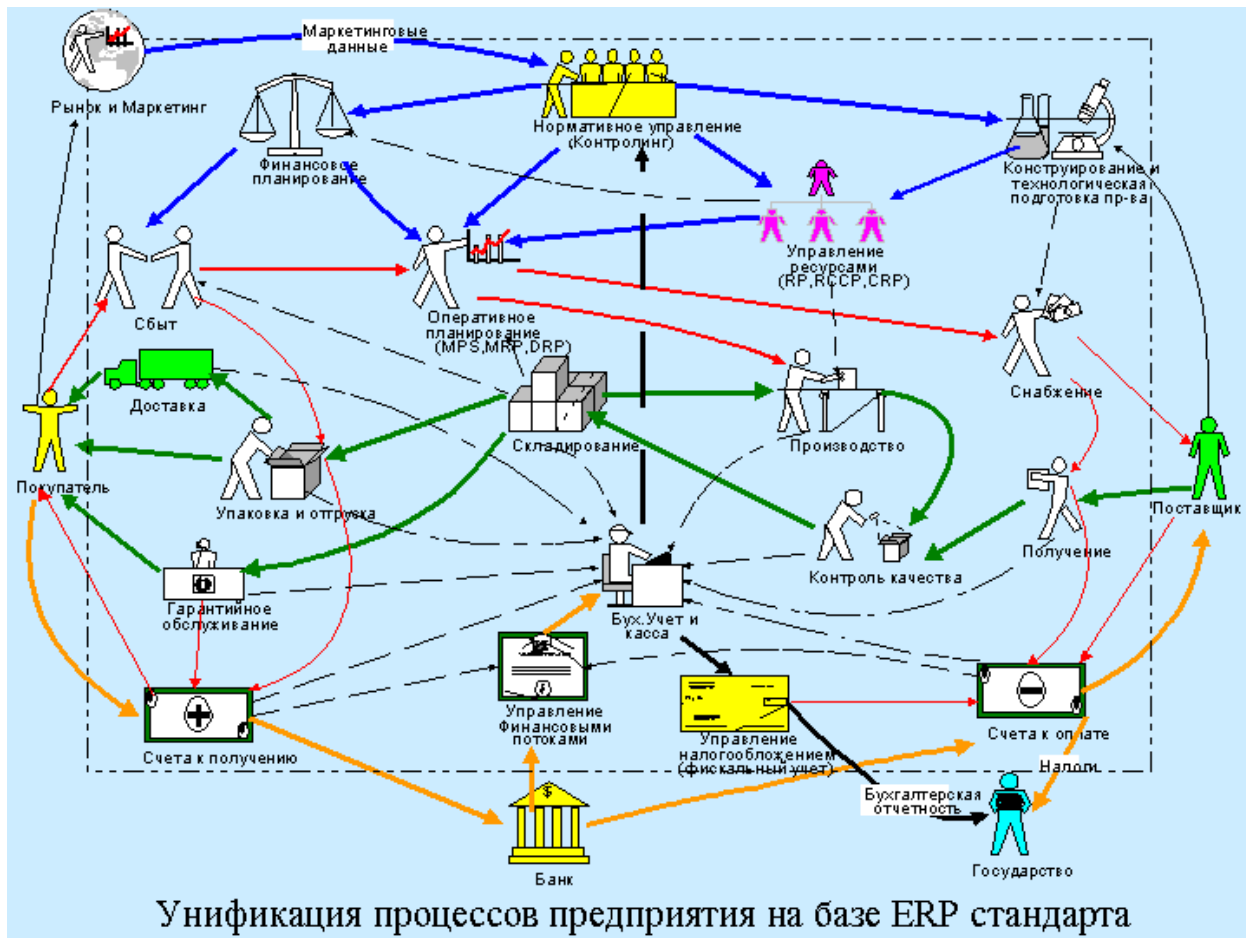 Маркетинговые
данные
Рынок и Маркетинг
Нормативное управление
(Контролинг)
Финансовое
планирование
Конструирование и
технологическая
подготовка пр-ва
Управление
ресурсами
(RP,RCCP,CRP)
Сбыт
Оперативное
планирование
(MPS,MRP,DRP)
Снабжение
Доставка
Складирование
Производство
Покупатель
Упаковка и отгрузка
Поставщик
Получение
Контроль качества
Гарантийное
обслуживание
Бух.Учет и
касса
Управление
Финансовыми
потоками
Управление
налогообложением
(фискальный учет)
Счета к оплате
Счета к получению
Налоги
Бухгалтерская
отчетность
$
Банк
Государство
Унификация процессов предприятия на базе ERP стандарта